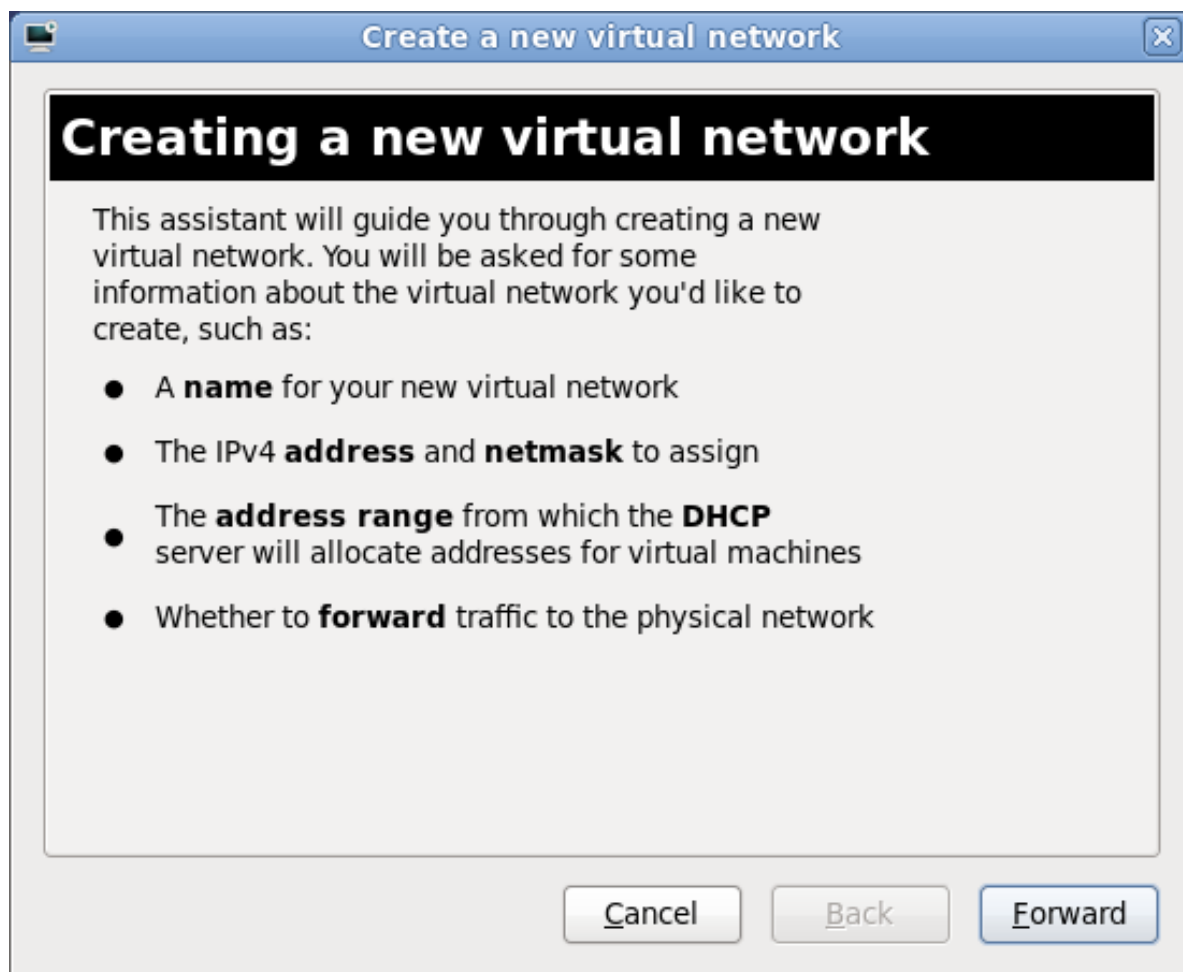 Create a new virtual network
Creating a new virtual network
This assistant will guide you through creating a new
virtual network. You will be asked for some
information about the virtual network you'd like to
create, such as:
● A name for your new virtual network
● The IPv4 address and netmask to assign
● The address range from which the DHCP
server will allocate addresses for virtual machines
● Whether to forward traffic to the physical network
Cancel Back Forward